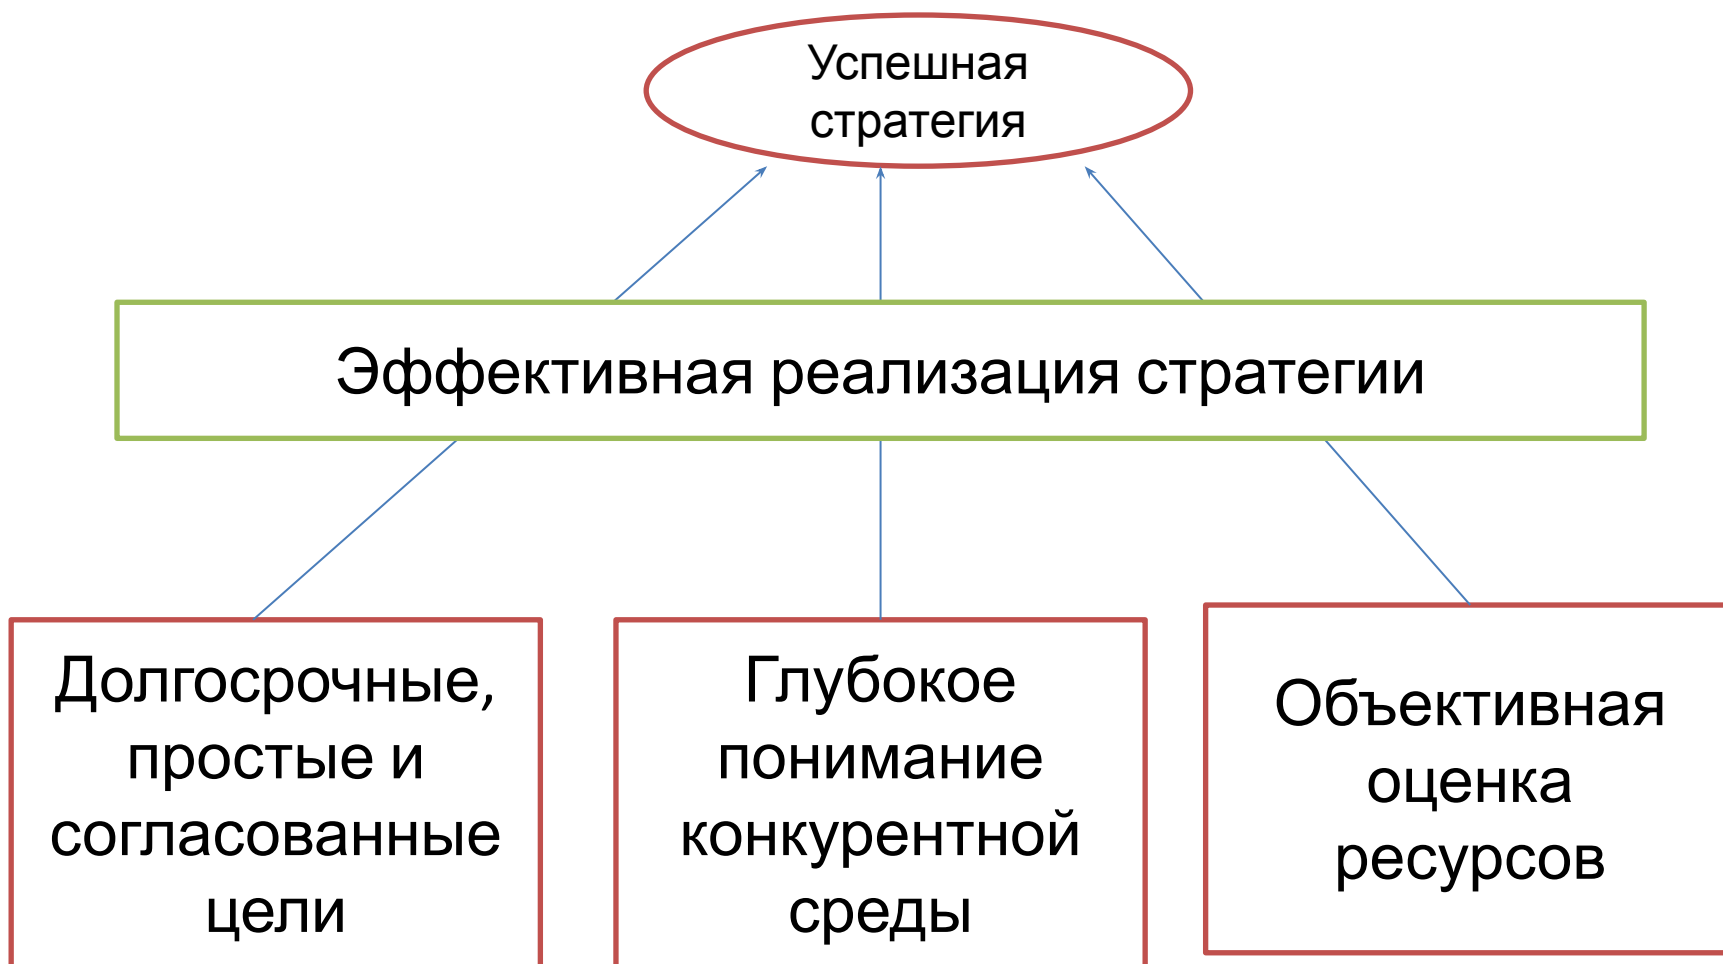 Успешная
стратегия
Эффективная реализация стратегии
Долгосрочные,
простые и
согласованные
цели
Глубокое
понимание
конкурентной
среды
Объективная
оценка
ресурсов